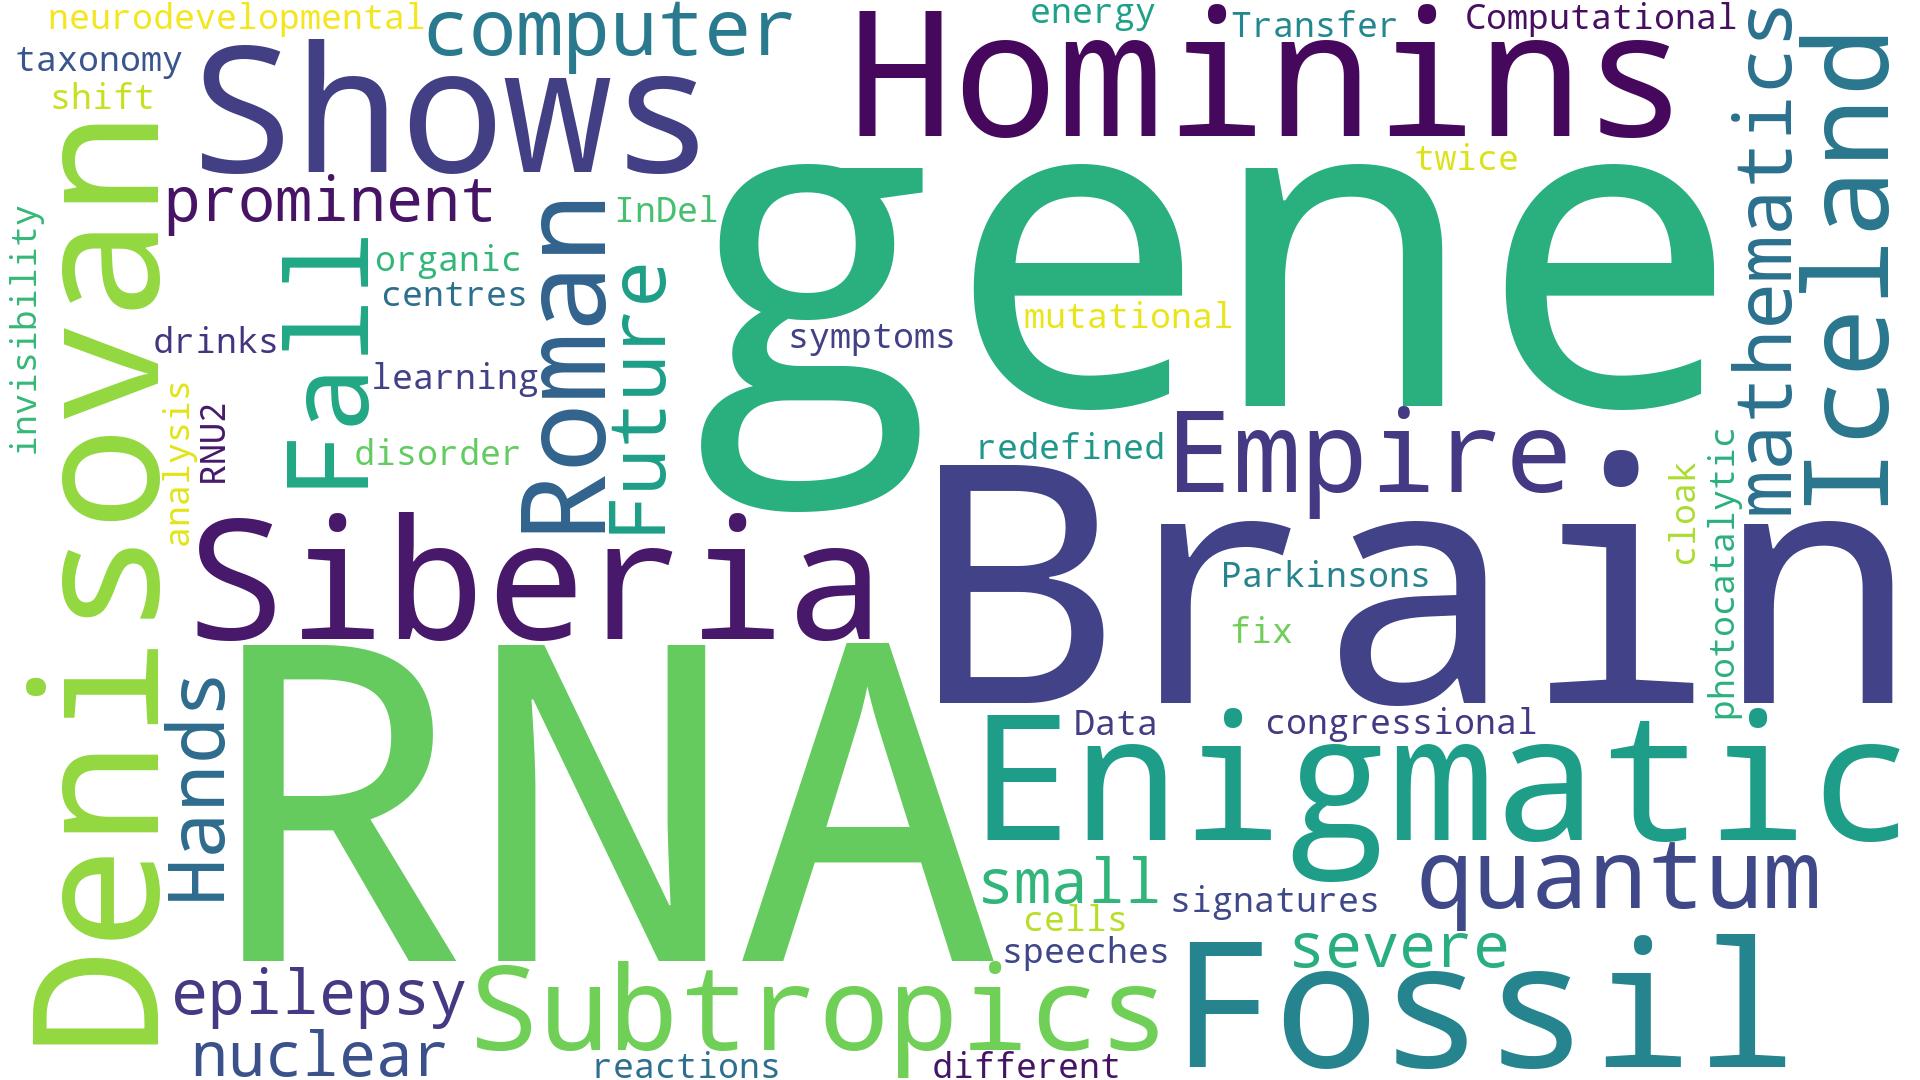 neurodevelopmental
computer
energy
Transfer
Computational
taxonomy
Shows
Hominins
shift
mathematics
Iceland
Denisovan
prominent
gene
twice
invisibility
Fall
organic
centres
Roman
InDel
Future
drinks
symptoms
mutational
learning
analysis
RNU2
disorder
redefined
Empire
cloak
photocatalytic
Siberia
Brain
Parkinsons
fix
Hands
RNA
Data
congressional
Enigmatic
small
signatures
quantum
cells
speeches
severe
epilepsy
Subtropics
Fossil
nuclear
reactions
different